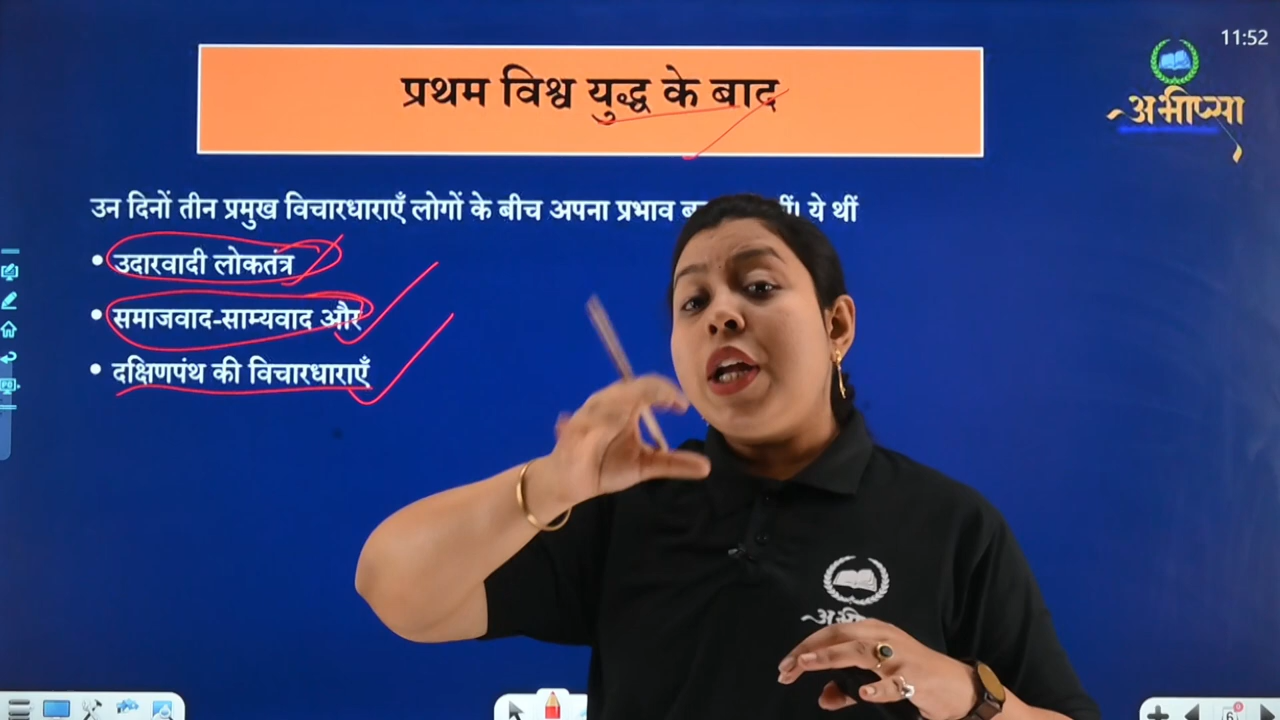 11:52
प्रथम विश्व युद्ध के बाद
अभीप्सा
उन दिनों तीन प्रमुख विचारधाराएँ लोगों के बीच अपना प्रभाव ये थीं
• उदारवादी लोकतंत्र
• समाजवाद-साम्यवाद और
• दक्षिणपंथ की विचारधाराएँ